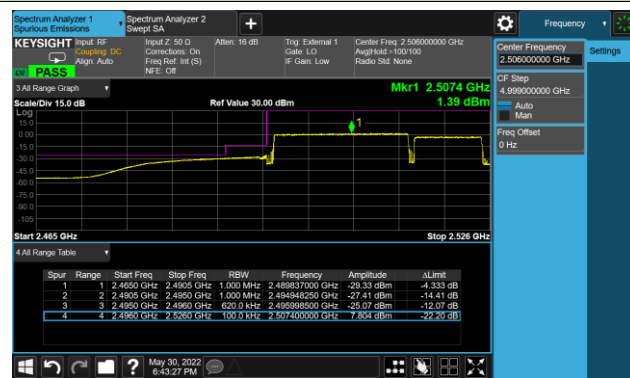 Spectrum Analyzer 1
Spurious Emissions
Spectrum Analyzer 2
Swept SA
Frequency
KEYSIGHT
Input: RF
Coupling: DC
Align: Auto
Input Z: 50 Ω
Corrections: On
Freq Ref: Int (S)
NFE: Off
Atten: 16 dB
Trig: External 1
Gate: LO
IF Gain: Low
Center Freq: 2.506000000 GHz
Avg|Hold:>100/100
Radio Std: None
PASS
Center Frequency
2.506000000 GHz
Settings
CF Step
4.999000000 GHz
Auto
Man
Freq Offset
0 Hz
3 All Range Graph
Mkr1 2.5074 GHz
Scale/Div 15.0 dB
Ref Value 30.00 dBm
1.39 dBm
Log
15.0
0.00
-15.0
-30.0
-45.0
-60.0
-75.0
-90.0
-105
1
Start 2.465 GHz
Stop 2.526 GHz
4 All Range Table
Spur Range Start Freq Stop Freq RBW Frequency Amplitude ΔLimit
1 1 2.4650 GHz 2.4905 GHz 1.000 MHz 2.489837000 GHz -29.33 dBm -4.333 dB
2 2 2.4905 GHz 2.4950 GHz 1.000 MHz 2.494948250 GHz -27.41 dBm -14.41 dB
3 3 2.4950 GHz 2.4960 GHz 620.0 kHz 2.495998500 GHz -25.07 dBm -12.07 dB
4 4 2.4960 GHz 2.5260 GHz 100.0 kHz 2.507400000 GHz 7.804 dBm -22.20 dB
May 30, 2022
6:43:27 PM